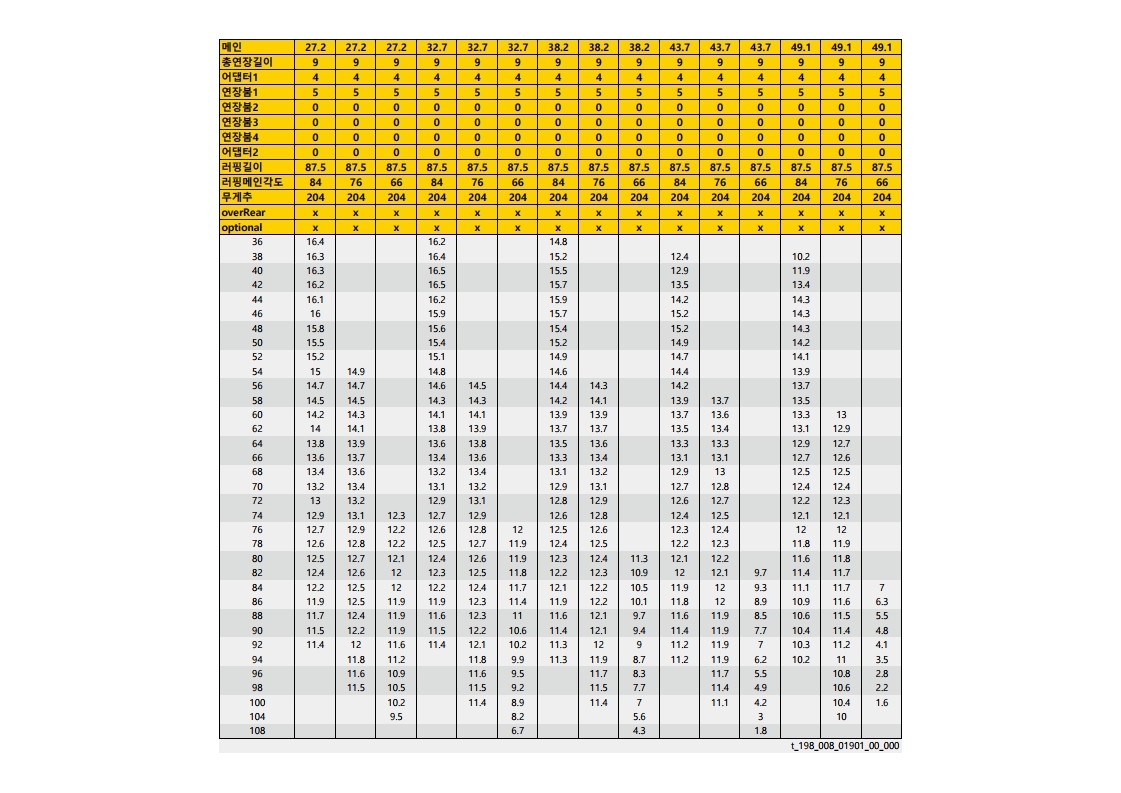 메인 27.2 27.2 27.2 32.7 32.7 32.7 38.2 38.2 38.2 43.7 43.7 43.7 49.1 49.1 49.1
총연장길이 9 9 9 9 9 9 9 9 9 9 9 9 9 9 9
어댑터1 4 4 4 4 4 4 4 4 4 4 4 4 4 4 4
연장붐1 5 5 5 5 5 5 5 5 5 5 5 5 5 5 5
연장붐2 0 0 0 0 0 0 0 0 0 0 0 0 0 0 0
연장붐3 0 0 0 0 0 0 0 0 0 0 0 0 0 0 0
연장붐4 0 0 0 0 0 0 0 0 0 0 0 0 0 0 0
어댑터2 0 0 0 0 0 0 0 0 0 0 0 0 0 0 0
러핑길이 87.5 87.5 87.5 87.5 87.5 87.5 87.5 87.5 87.5 87.5 87.5 87.5 87.5 87.5 87.5
러핑메인각도 84 76 66 84 76 66 84 76 66 84 76 66 84 76 66
무게추 204 204 204 204 204 204 204 204 204 204 204 204 204 204 204
overRear x x x x x x x x x x x x x x x
optional x x x x x x x x x x x x x x x
36 16.4 16.2 14.8
38 16.3 16.4 15.2 12.4 10.2
40 16.3 16.5 15.5 12.9 11.9
42 16.2 16.5 15.7 13.5 13.4
44 16.1 16.2 15.9 14.2 14.3
46 16 15.9 15.7 15.2 14.3
48 15.8 15.6 15.4 15.2 14.3
50 15.5 15.4 15.2 14.9 14.2
52 15.2 15.1 14.9 14.7 14.1
54 15 14.9 14.8 14.6 14.4 13.9
56 14.7 14.7 14.6 14.5 14.4 14.3 14.2 13.7
58 14.5 14.5 14.3 14.3 14.2 14.1 13.9 13.7 13.5
60 14.2 14.3 14.1 14.1 13.9 13.9 13.7 13.6 13.3 13
62 14 14.1 13.8 13.9 13.7 13.7 13.5 13.4 13.1 12.9
64 13.8 13.9 13.6 13.8 13.5 13.6 13.3 13.3 12.9 12.7
66 13.6 13.7 13.4 13.6 13.3 13.4 13.1 13.1 12.7 12.6
68 13.4 13.6 13.2 13.4 13.1 13.2 12.9 13 12.5 12.5
70 13.2 13.4 13.1 13.2 12.9 13.1 12.7 12.8 12.4 12.4
72 13 13.2 12.9 13.1 12.8 12.9 12.6 12.7 12.2 12.3
74 12.9 13.1 12.3 12.7 12.9 12.6 12.8 12.4 12.5 12.1 12.1
76 12.7 12.9 12.2 12.6 12.8 12 12.5 12.6 12.3 12.4 12 12
78 12.6 12.8 12.2 12.5 12.7 11.9 12.4 12.5 12.2 12.3 11.8 11.9
80 12.5 12.7 12.1 12.4 12.6 11.9 12.3 12.4 11.3 12.1 12.2 11.6 11.8
82 12.4 12.6 12 12.3 12.5 11.8 12.2 12.3 10.9 12 12.1 9.7 11.4 11.7
84 12.2 12.5 12 12.2 12.4 11.7 12.1 12.2 10.5 11.9 12 9.3 11.1 11.7 7
86 11.9 12.5 11.9 11.9 12.3 11.4 11.9 12.2 10.1 11.8 12 8.9 10.9 11.6 6.3
88 11.7 12.4 11.9 11.6 12.3 11 11.6 12.1 9.7 11.6 11.9 8.5 10.6 11.5 5.5
90 11.5 12.2 11.9 11.5 12.2 10.6 11.4 12.1 9.4 11.4 11.9 7.7 10.4 11.4 4.8
92 11.4 12 11.6 11.4 12.1 10.2 11.3 12 9 11.2 11.9 7 10.3 11.2 4.1
94 11.8 11.2 11.8 9.9 11.3 11.9 8.7 11.2 11.9 6.2 10.2 11 3.5
96 11.6 10.9 11.6 9.5 11.7 8.3 11.7 5.5 10.8 2.8
98 11.5 10.5 11.5 9.2 11.5 7.7 11.4 4.9 10.6 2.2
100 10.2 11.4 8.9 11.4 7 11.1 4.2 10.4 1.6
104 9.5 8.2 5.6 3 10
108 6.7 4.3 1.8
t_198_008_01901_00_000